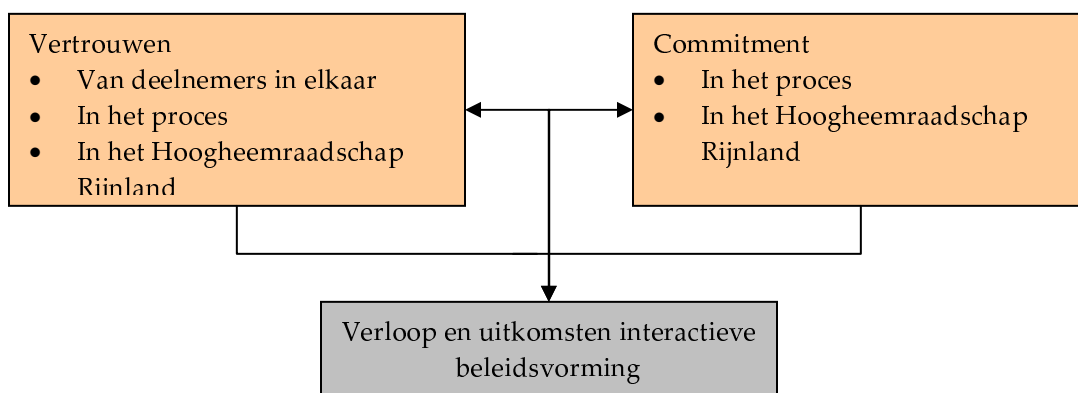 Vertrouwen
• Van deelnemers in elkaar
• In het proces
• In het Hoogheemraadschap
Rijnland
Commitment
• In het proces
• In het Hoogheemraadschap
Rijnland
Verloop en uitkomsten interactieve
beleidsvorming